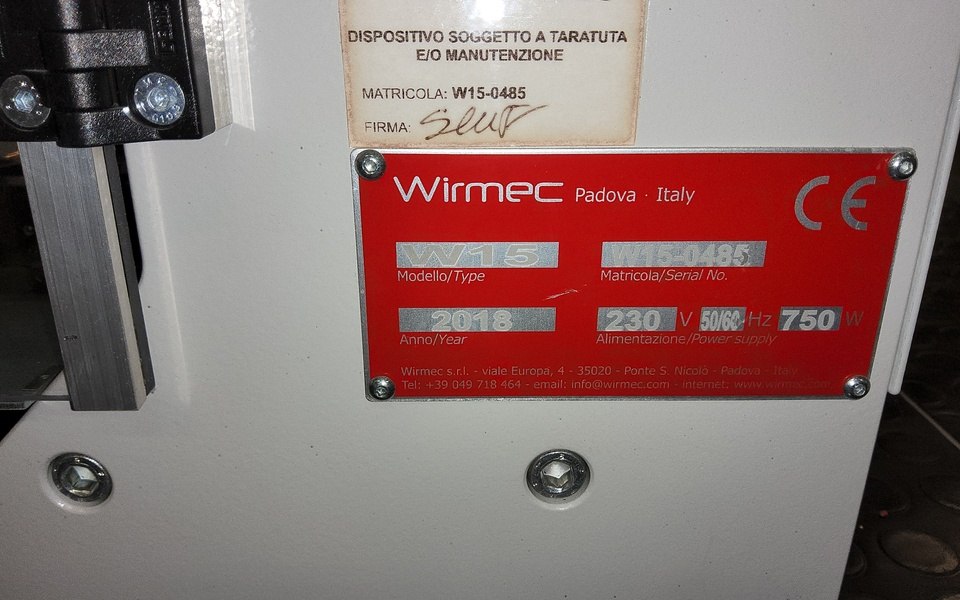 DISPOSITIVO SOGGETTO A TARATUTA
E/O MANUTENZIONE
MATRICOLA: W15-0485
FIRMA:
Wirmec Padova · Italy CE
W15 W15-0485
Modello/Type Matricola/Serial No.
2018 230 V 50/60 Hz 750 W
Anno/Year Alimentazione/Power supply
Wirmec s.r.l. - viale Europa, 4 - 35020 - Ponte S. Nicolò - Padova - Italy
Tel: +39 049 718 464 - email: info@wirmec.com - internet: www.wirmec.com